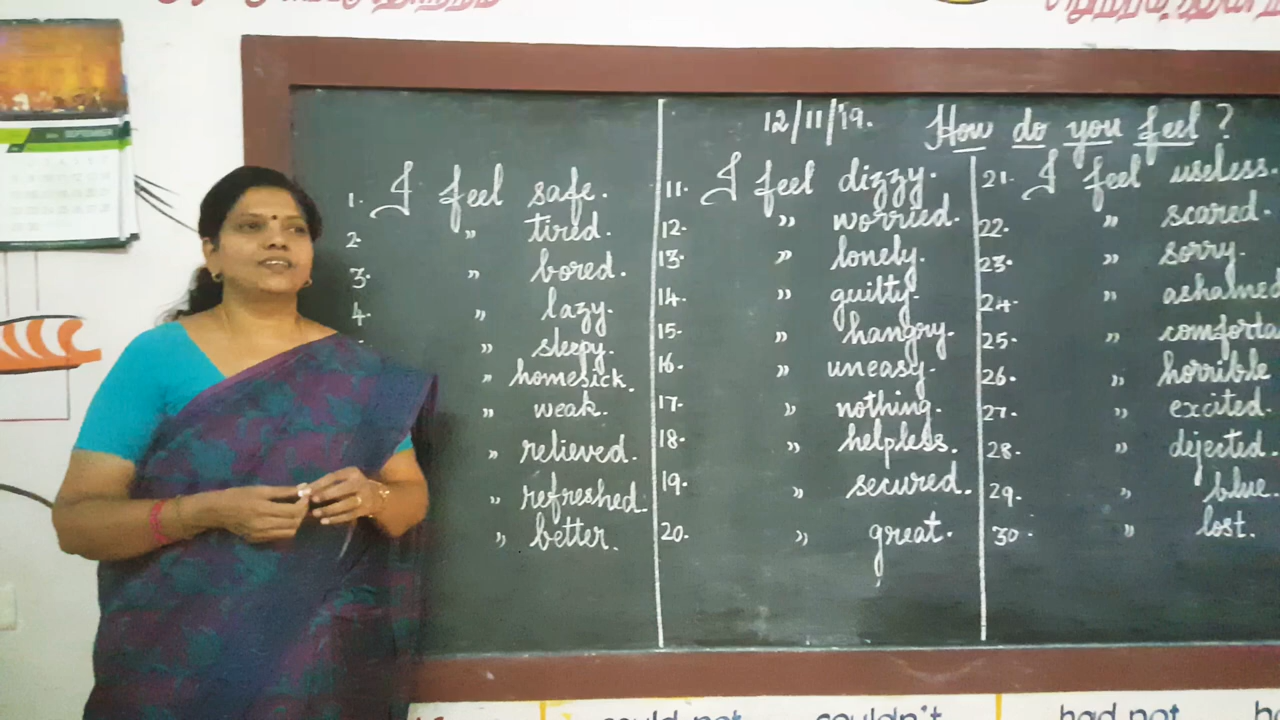 SEPTEMBER
12/11/19. How do you feel?
1. I feel safe.
2. " tired.
3. " bored.
4. " lazy.
" sleepy.
" homesick.
" weak.
" relieved.
" refreshed.
" better.
11. I feel dizzy.
12. " worried.
13. " lonely.
14. " guilty.
15. " hangry.
16. " uneasy.
17. " nothing.
18. " helpless.
19. " secured.
20. " great.
21. I feel useless.
22. " scared.
23. " sorry.
24. " ashamed
25. " comforta
26. " horrible
27. " excited.
28. " dejected.
29. " blue.
30. " lost.
could not couldn't had not